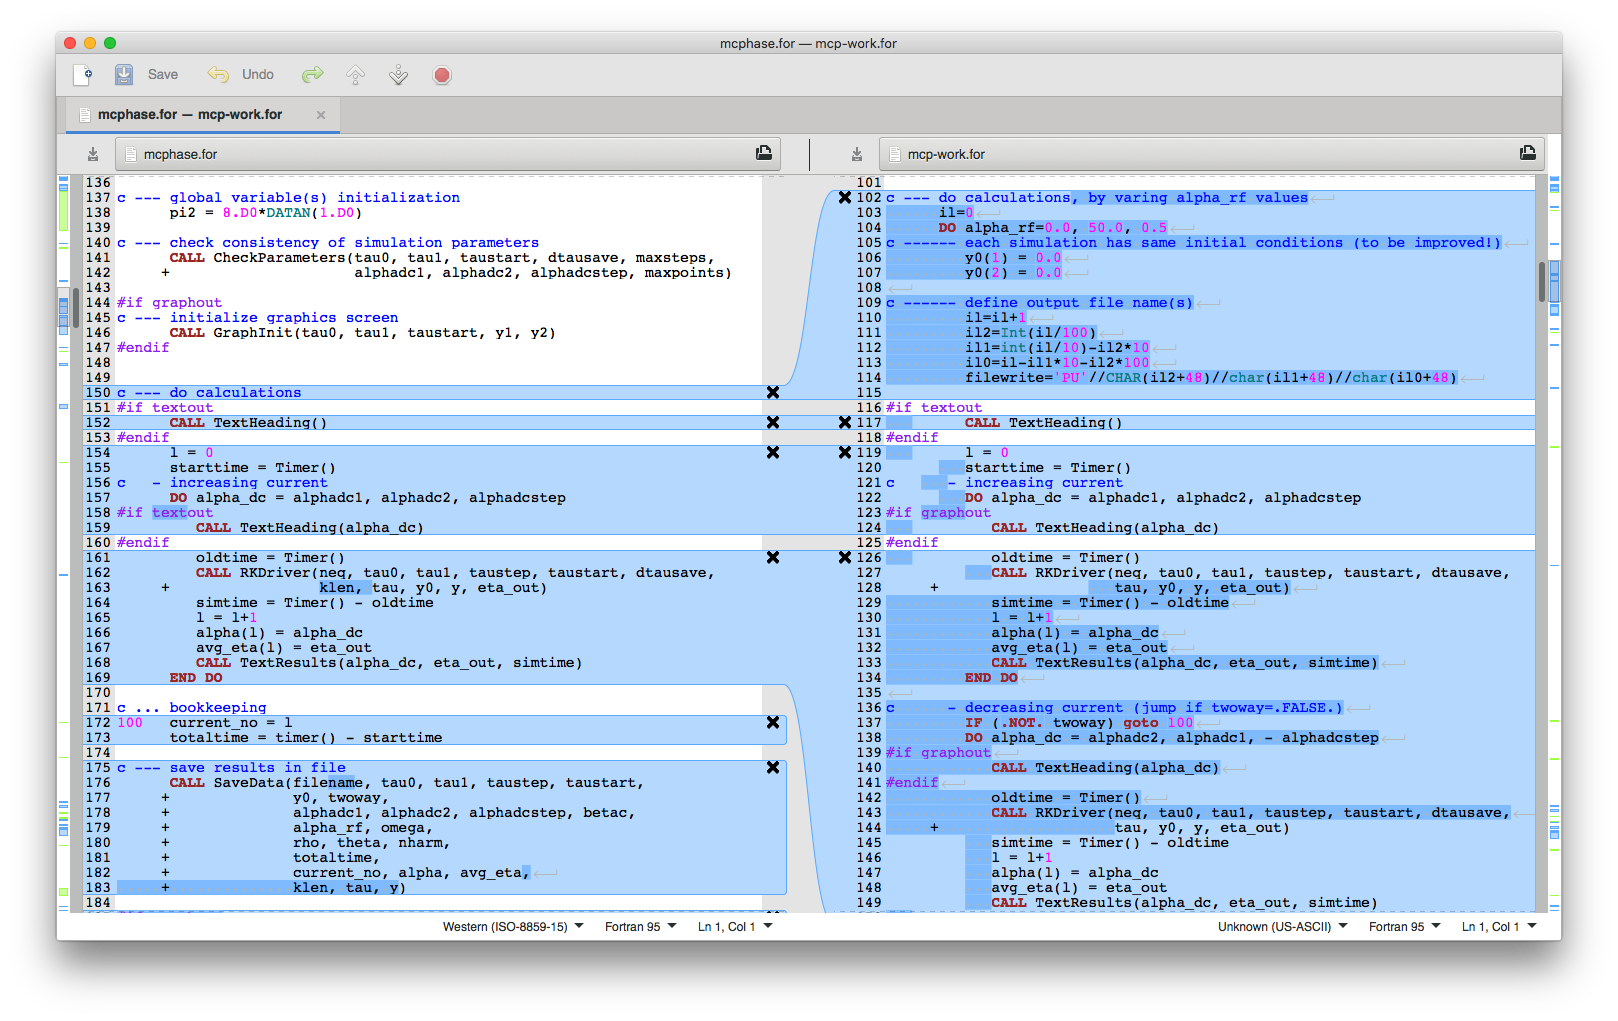 mcphase.for — mcp-work.for
Save
Undo
mcphase.for — mcp-work.for
mcphase.for
136
137 c --- global variable(s) initialization
138       pi2 = 8.D0*DATAN(1.D0)
139
140 c --- check consistency of simulation parameters
141       CALL CheckParameters(tau0, tau1, taustart, dtausave, maxsteps,
142      +                     alphadc1, alphadc2, alphadcstep, maxpoints)
143
144 #if graphout
145 c --- initialize graphics screen
146       CALL GraphInit(tau0, tau1, taustart, y1, y2)
147 #endif
148
149
150 c --- do calculations
151 #if textout
152       CALL TextHeading()
153 #endif
154       l = 0
155       starttime = Timer()
156 c   - increasing current
157       DO alpha_dc = alphadc1, alphadc2, alphadcstep
158 #if textout
159          CALL TextHeading(alpha_dc)
160 #endif
161          oldtime = Timer()
162          CALL RKDriver(neq, tau0, tau1, taustep, taustart, dtausave,
163      +                 klen, tau, y0, y, eta_out)
164          simtime = Timer() - oldtime
165          l = l+1
166          alpha(l) = alpha_dc
167          avg_eta(l) = eta_out
168          CALL TextResults(alpha_dc, eta_out, simtime)
169       END DO
170
171 c ... bookkeeping
172 100   current_no = l
173       totaltime = timer() - starttime
174
175 c --- save results in file
176       CALL SaveData(filename, tau0, tau1, taustep, taustart,
177      +              y0, twoway,
178      +              alphadc1, alphadc2, alphadcstep, betac,
179      +              alpha_rf, omega,
180      +              rho, theta, nharm,
181      +              totaltime,
182      +              current_no, alpha, avg_eta,
183      +              klen, tau, y)
184
mcp-work.for
101
102 c --- do calculations, by varing alpha_rf values
103       il=0
104       DO alpha_rf=0.0, 50.0, 0.5
105 c ------ each simulation has same initial conditions (to be improved!)
106          y0(1) = 0.0
107          y0(2) = 0.0
108
109 c ------ define output file name(s)
110          il=il+1
111          il2=Int(il/100)
112          il1=int(il/10)-il2*10
113          il0=il-il1*10-il2*100
114          filewrite='PU'//CHAR(il2+48)//char(il1+48)//char(il0+48)
115
116 #if textout
117          CALL TextHeading()
118 #endif
119          l = 0
120          starttime = Timer()
121 c      - increasing current
122          DO alpha_dc = alphadc1, alphadc2, alphadcstep
123 #if graphout
124             CALL TextHeading(alpha_dc)
125 #endif
126             oldtime = Timer()
127             CALL RKDriver(neq, tau0, tau1, taustep, taustart, dtausave,
128      +                    tau, y0, y, eta_out)
129             simtime = Timer() - oldtime
130             l = l+1
131             alpha(l) = alpha_dc
132             avg_eta(l) = eta_out
133             CALL TextResults(alpha_dc, eta_out, simtime)
134          END DO
135
136 c      - decreasing current (jump if twoway=.FALSE.)
137          IF (.NOT. twoway) goto 100
138          DO alpha_dc = alphadc2, alphadc1, - alphadcstep
139 #if graphout
140             CALL TextHeading(alpha_dc)
141 #endif
142             oldtime = Timer()
143             CALL RKDriver(neq, tau0, tau1, taustep, taustart, dtausave,
144      +                    tau, y0, y, eta_out)
145             simtime = Timer() - oldtime
146             l = l+1
147             alpha(l) = alpha_dc
148             avg_eta(l) = eta_out
149             CALL TextResults(alpha_dc, eta_out, simtime)
Western (ISO-8859-15) Fortran 95 Ln 1, Col 1
Unknown (US-ASCII) Fortran 95 Ln 1, Col 1